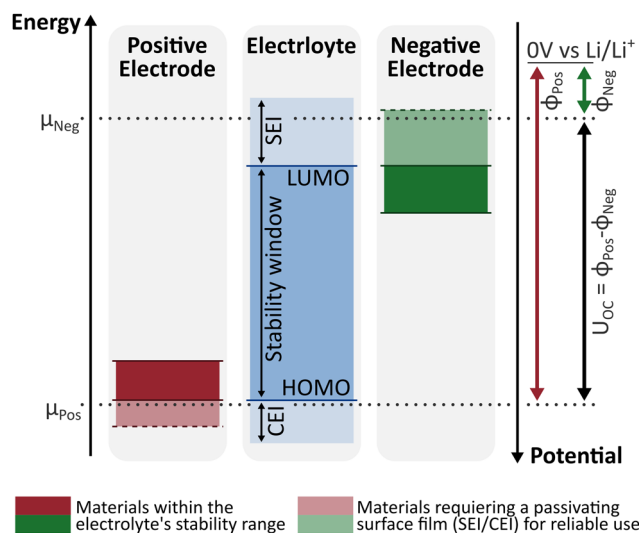 Energy
Positive
Electrode
Electrloyte
Negative
Electrode
0V vs Li/Li⁺
ϕPos
ϕNeg
μNeg
SEI
LUMO
Stability window
UOC = ϕPos-ϕNeg
HOMO
μPos
CEI
Potential
Materials within the
electrolyte's stability range
Materials requiering a passivating
surface film (SEI/CEI) for reliable use